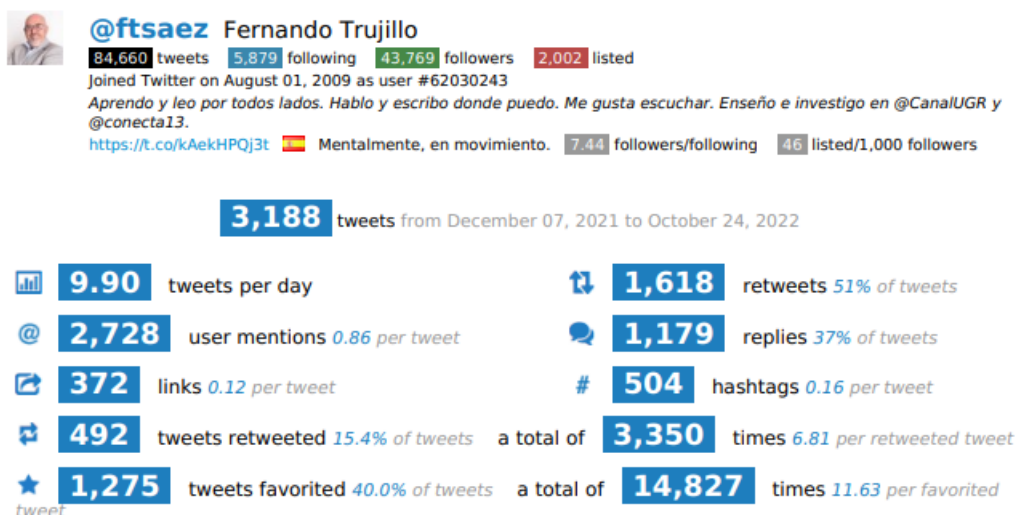 @ftsaez Fernando Trujillo
84,660 tweets 5,879 following 43,769 followers 2,002 listed
Joined Twitter on August 01, 2009 as user #62030243
Aprendo y leo por todos lados. Hablo y escribo donde puedo. Me gusta escuchar. Enseño e investigo en @CanalUGR y
@conecta13.
https://t.co/kAekHPQj3t Mentalmente, en movimiento. 7.44 followers/following 46 listed/1,000 followers
3,188 tweets from December 07, 2021 to October 24, 2022
9.90 tweets per day
1,618 retweets 51% of tweets
@ 2,728 user mentions 0.86 per tweet
1,179 replies 37% of tweets
372 links 0.12 per tweet
# 504 hashtags 0.16 per tweet
492 tweets retweeted 15.4% of tweets a total of 3,350 times 6.81 per retweeted tweet
1,275 tweets favorited 40.0% of tweets a total of 14,827 times 11.63 per favorited
tweet